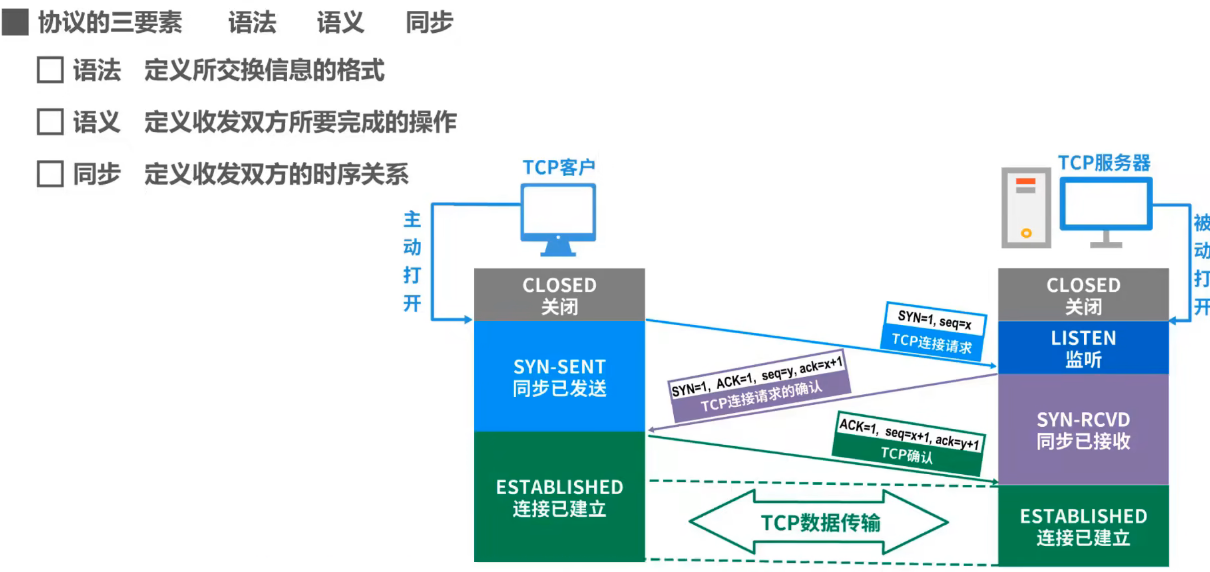 协议的三要素 语法 语义 同步
语法 定义所交换信息的格式
语义 定义收发双方所要完成的操作
同步 定义收发双方的时序关系
TCP客户
TCP服务器
主动打开
被动打开
CLOSED
关闭
CLOSED
关闭
SYN=1, seq=x
TCP连接请求
LISTEN
监听
SYN-SENT
同步已发送
SYN=1, ACK=1, seq=y, ack=x+1
TCP连接请求的确认
SYN-RCVD
同步已接收
ACK=1, seq=x+1, ack=y+1
TCP确认
ESTABLISHED
连接已建立
TCP数据传输
ESTABLISHED
连接已建立